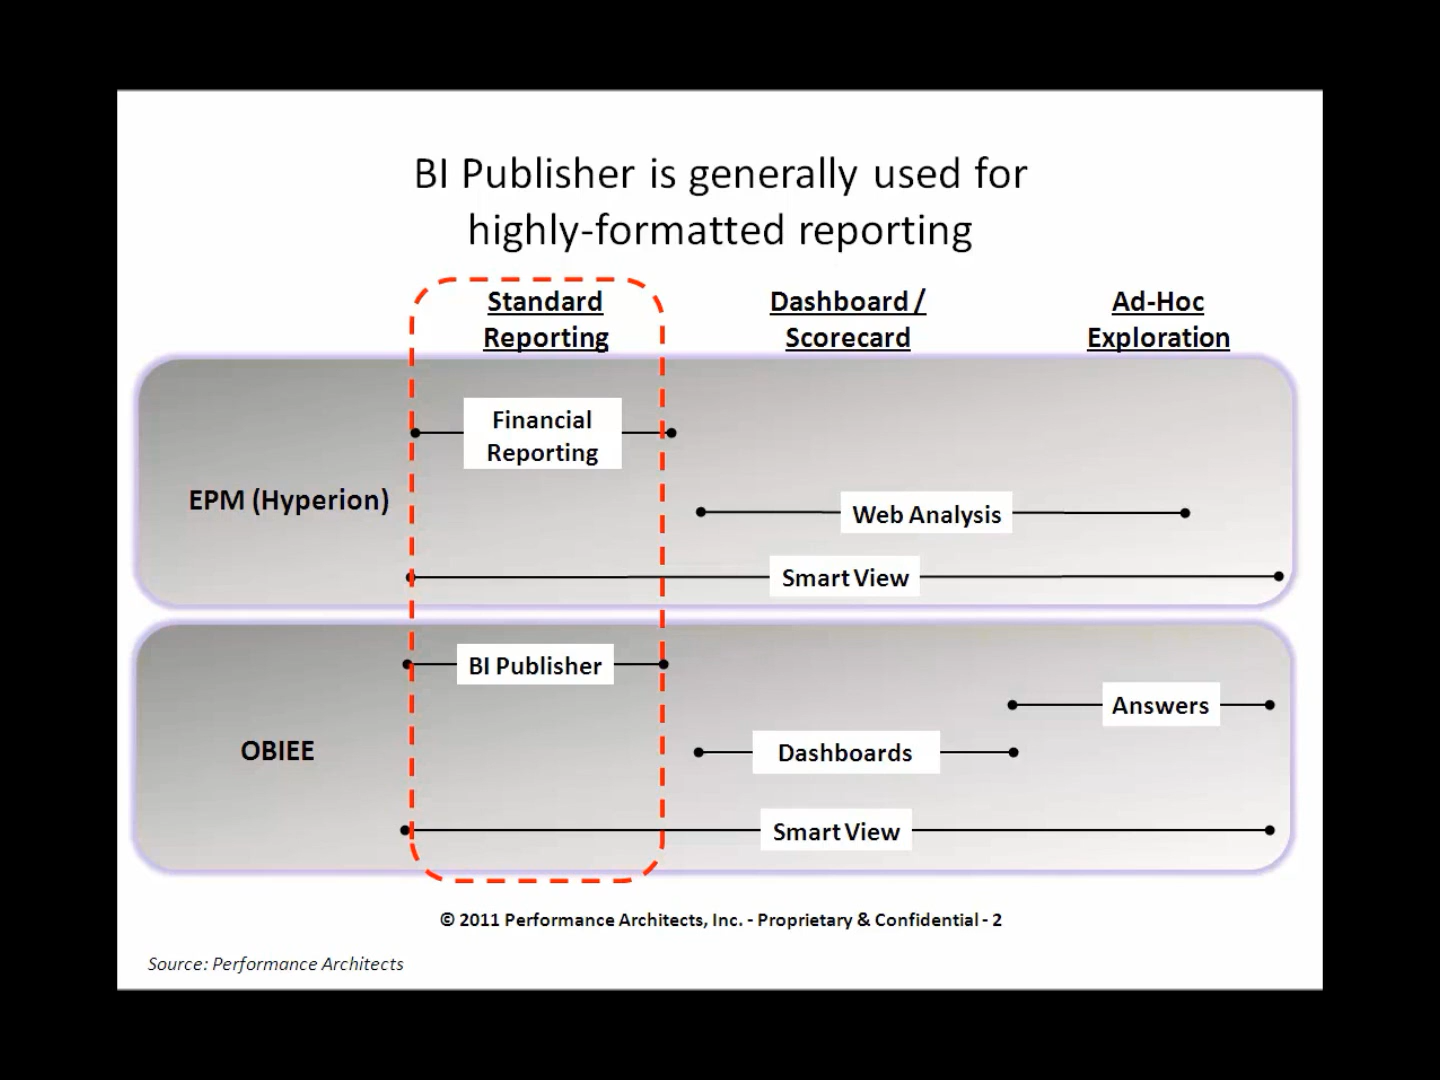 BI Publisher is generally used for
highly-formatted reporting
Standard
Reporting
Dashboard /
Scorecard
Ad-Hoc
Exploration
Financial
Reporting
EPM (Hyperion)
Web Analysis
Smart View
BI Publisher
Answers
OBIEE
Dashboards
Smart View
© 2011 Performance Architects, Inc. - Proprietary & Confidential - 2
Source: Performance Architects